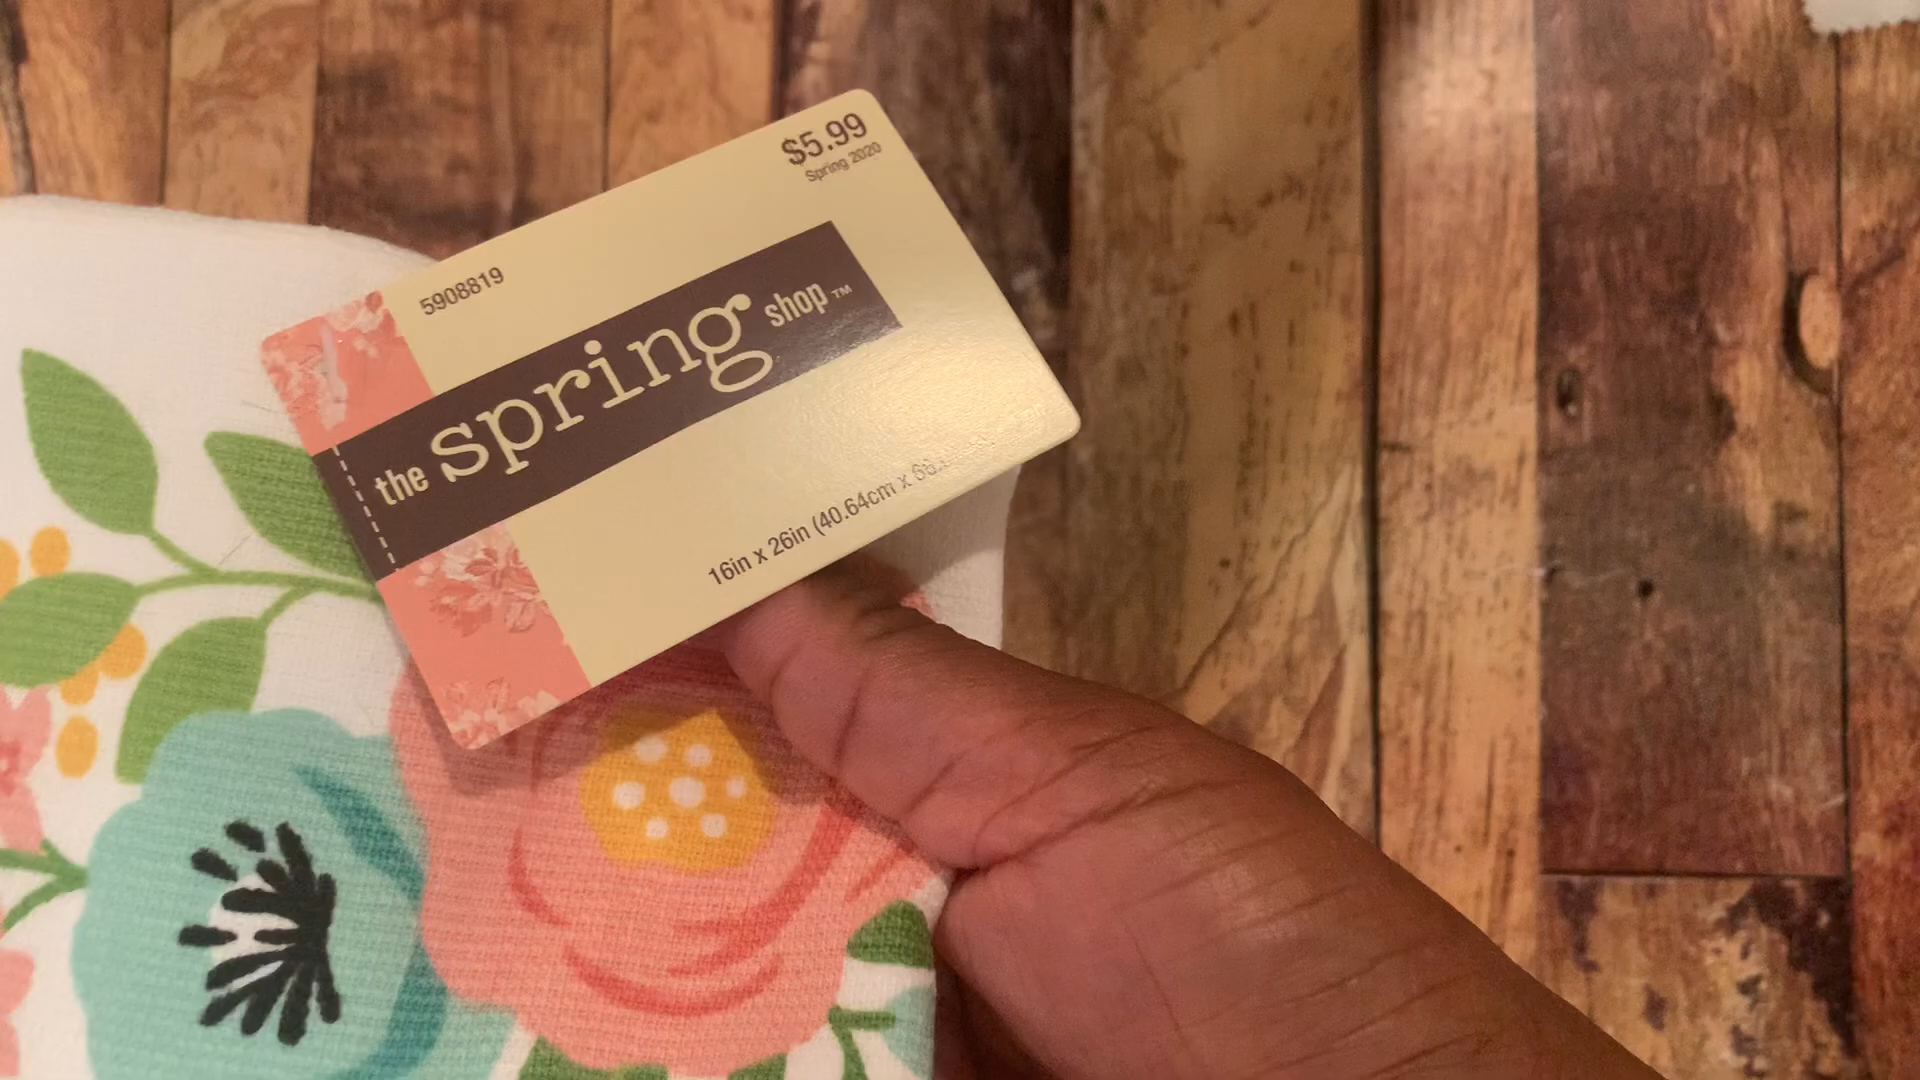 $5.99
Spring 2020
5908819
the spring shop™
16in x 26in (40.64cm x